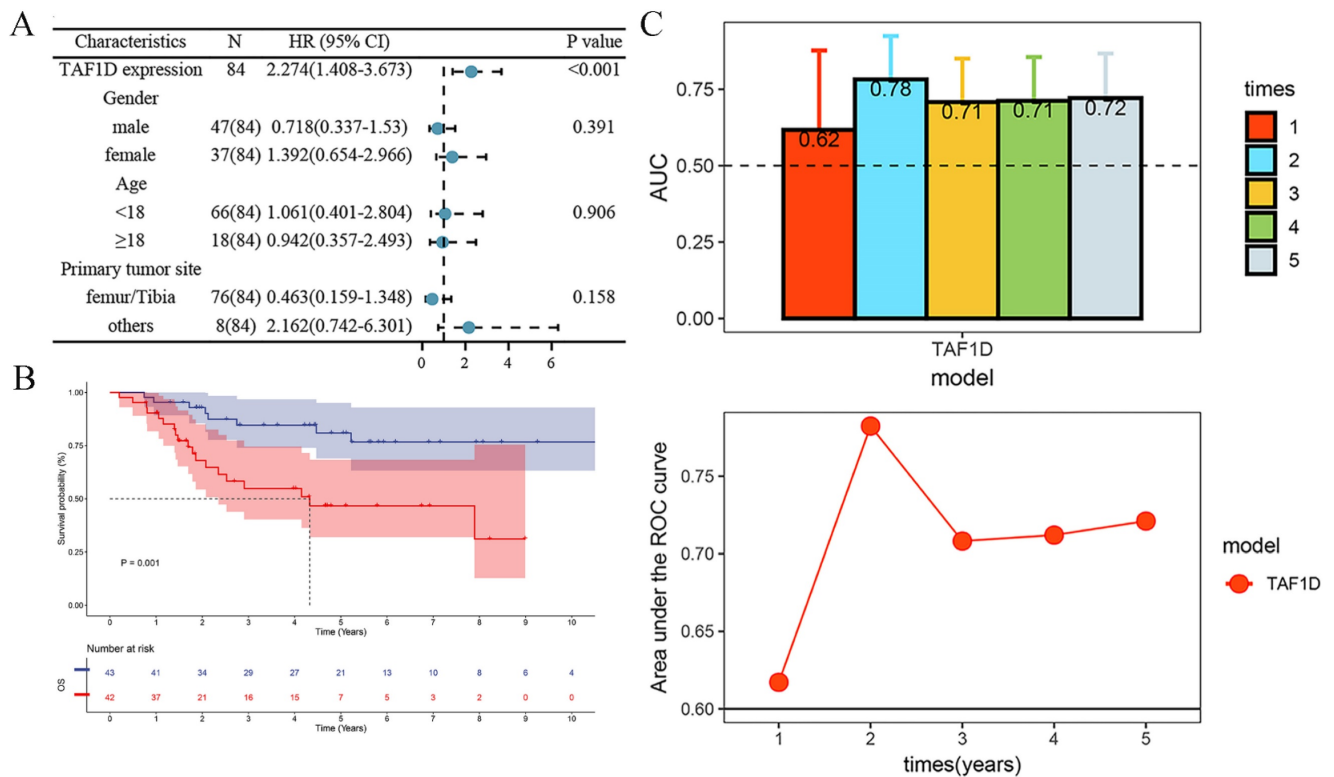 A
Characteristics N HR (95% CI) P value
TAF1D expression 84 2.274(1.408-3.673) <0.001
Gender
male 47(84) 0.718(0.337-1.53) 0.391
female 37(84) 1.392(0.654-2.966)
Age
<18 66(84) 1.061(0.401-2.804) 0.906
≥18 18(84) 0.942(0.357-2.493)
Primary tumor site
femur/Tibia 76(84) 0.463(0.159-1.348) 0.158
others 8(84) 2.162(0.742-6.301)
0 2 4 6
B
Survival probability (%)
1.00
0.75
0.50
0.25
0.00
P = 0.001
0 1 2 3 4 5 6 7 8 9 10
Time (Years)
Number at risk
OS
43 41 34 29 27 21 13 10 8 6 4
42 37 21 16 15 7 5 3 2 0 0
0 1 2 3 4 5 6 7 8 9 10
Time (Years)
C
AUC
0.75
0.50
0.25
0.00
0.62 0.78 0.71 0.71 0.72
TAF1D
model
times
1
2
3
4
5
Area under the ROC curve
0.75
0.70
0.65
0.60
1 2 3 4 5
times(years)
model
TAF1D